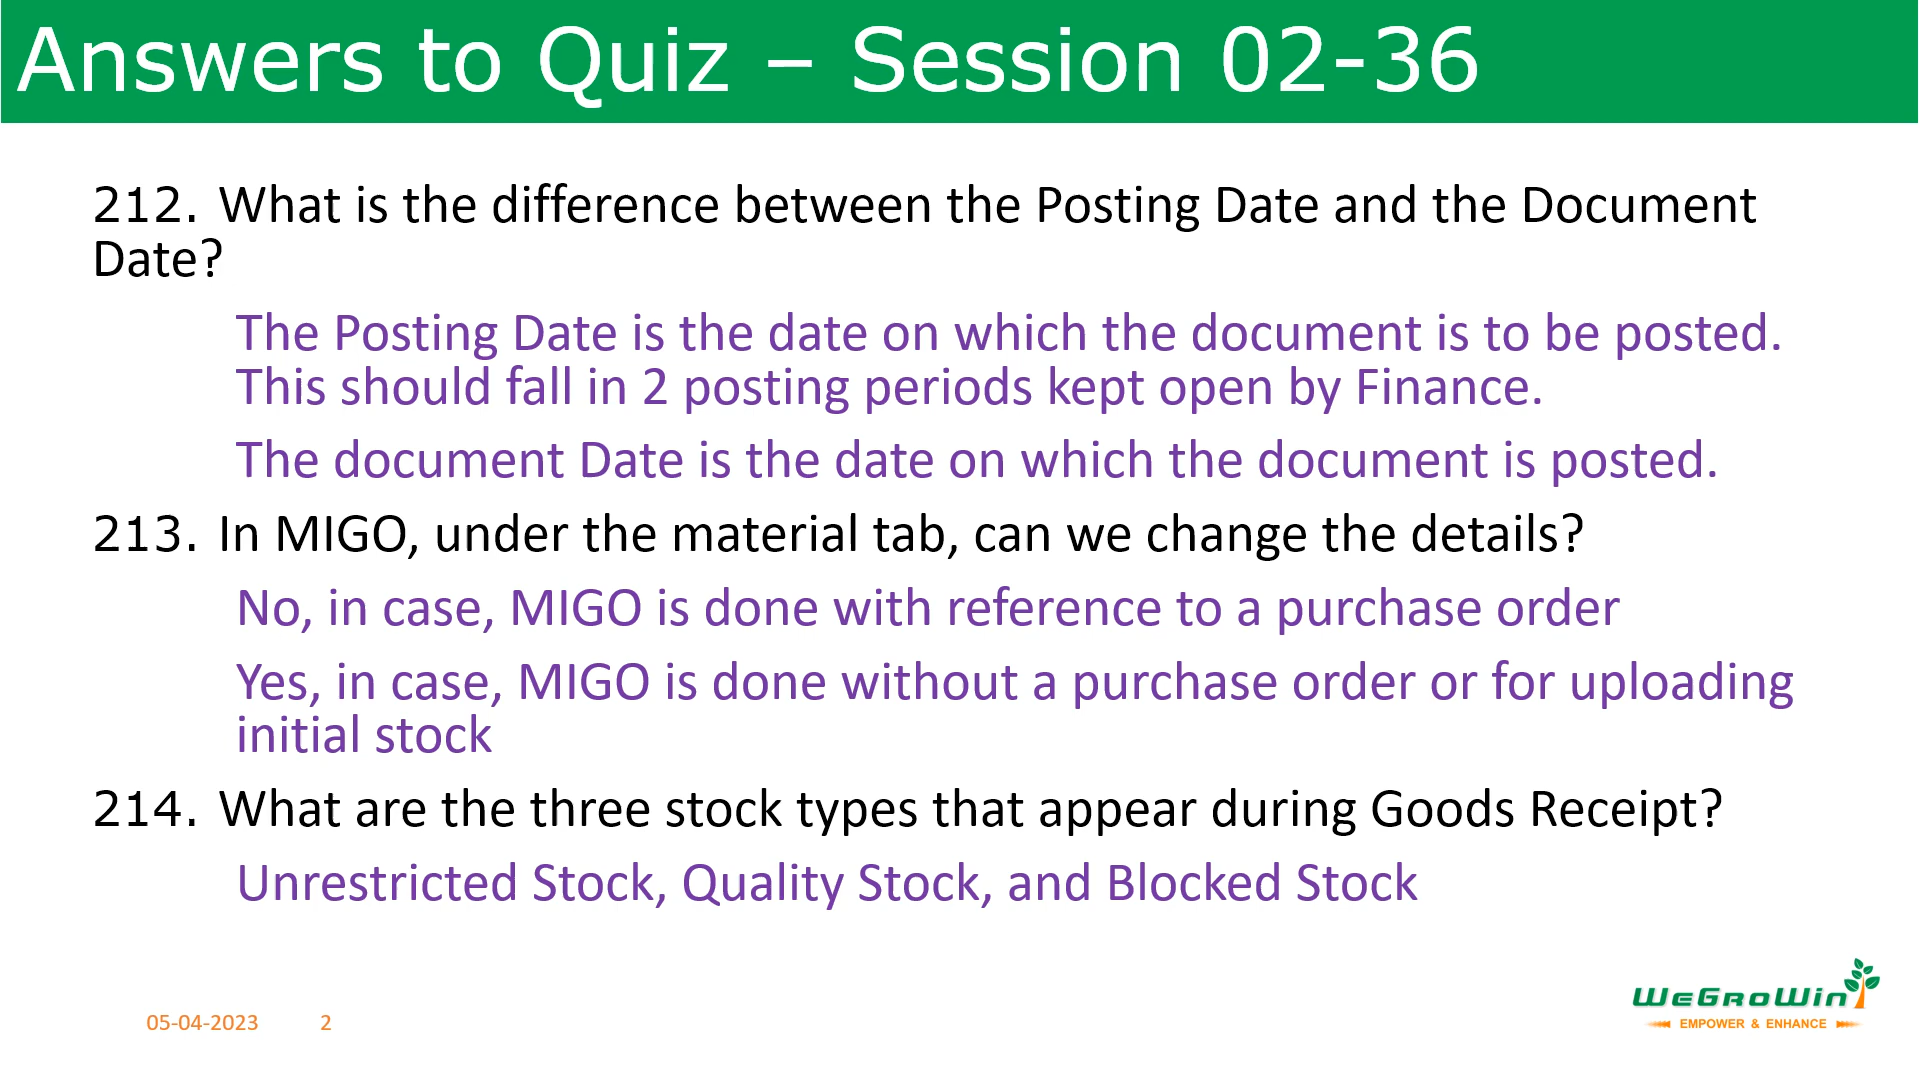 Answers to Quiz – Session 02-36
212. What is the difference between the Posting Date and the Document
Date?
The Posting Date is the date on which the document is to be posted.
This should fall in 2 posting periods kept open by Finance.
The document Date is the date on which the document is posted.
213. In MIGO, under the material tab, can we change the details?
No, in case, MIGO is done with reference to a purchase order
Yes, in case, MIGO is done without a purchase order or for uploading
initial stock
214. What are the three stock types that appear during Goods Receipt?
Unrestricted Stock, Quality Stock, and Blocked Stock
05-04-2023 2
WeGroWin
EMPOWER & ENHANCE